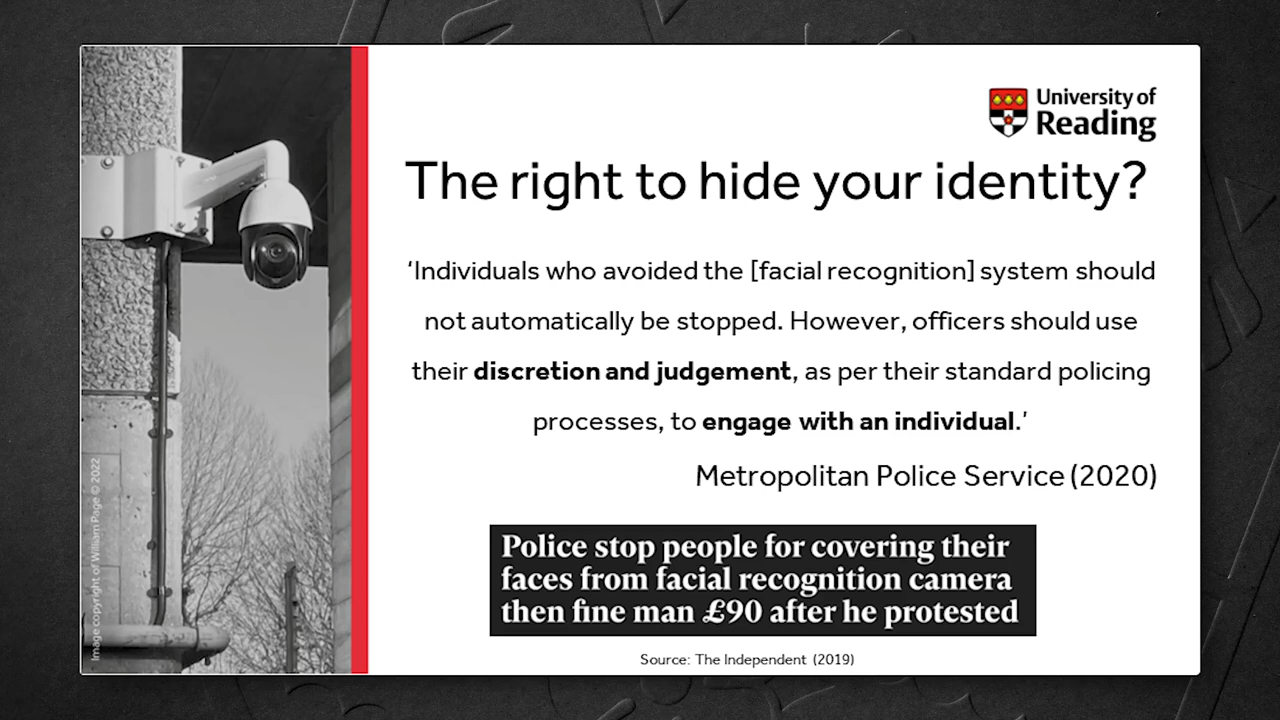 University of
Reading
The right to hide your identity?
‘Individuals who avoided the [facial recognition] system should
not automatically be stopped. However, officers should use
their discretion and judgement, as per their standard policing
processes, to engage with an individual.’
Metropolitan Police Service (2020)
Police stop people for covering their
faces from facial recognition camera
then fine man £90 after he protested
Source: The Independent (2019)
Image copyright of William Page © 2022